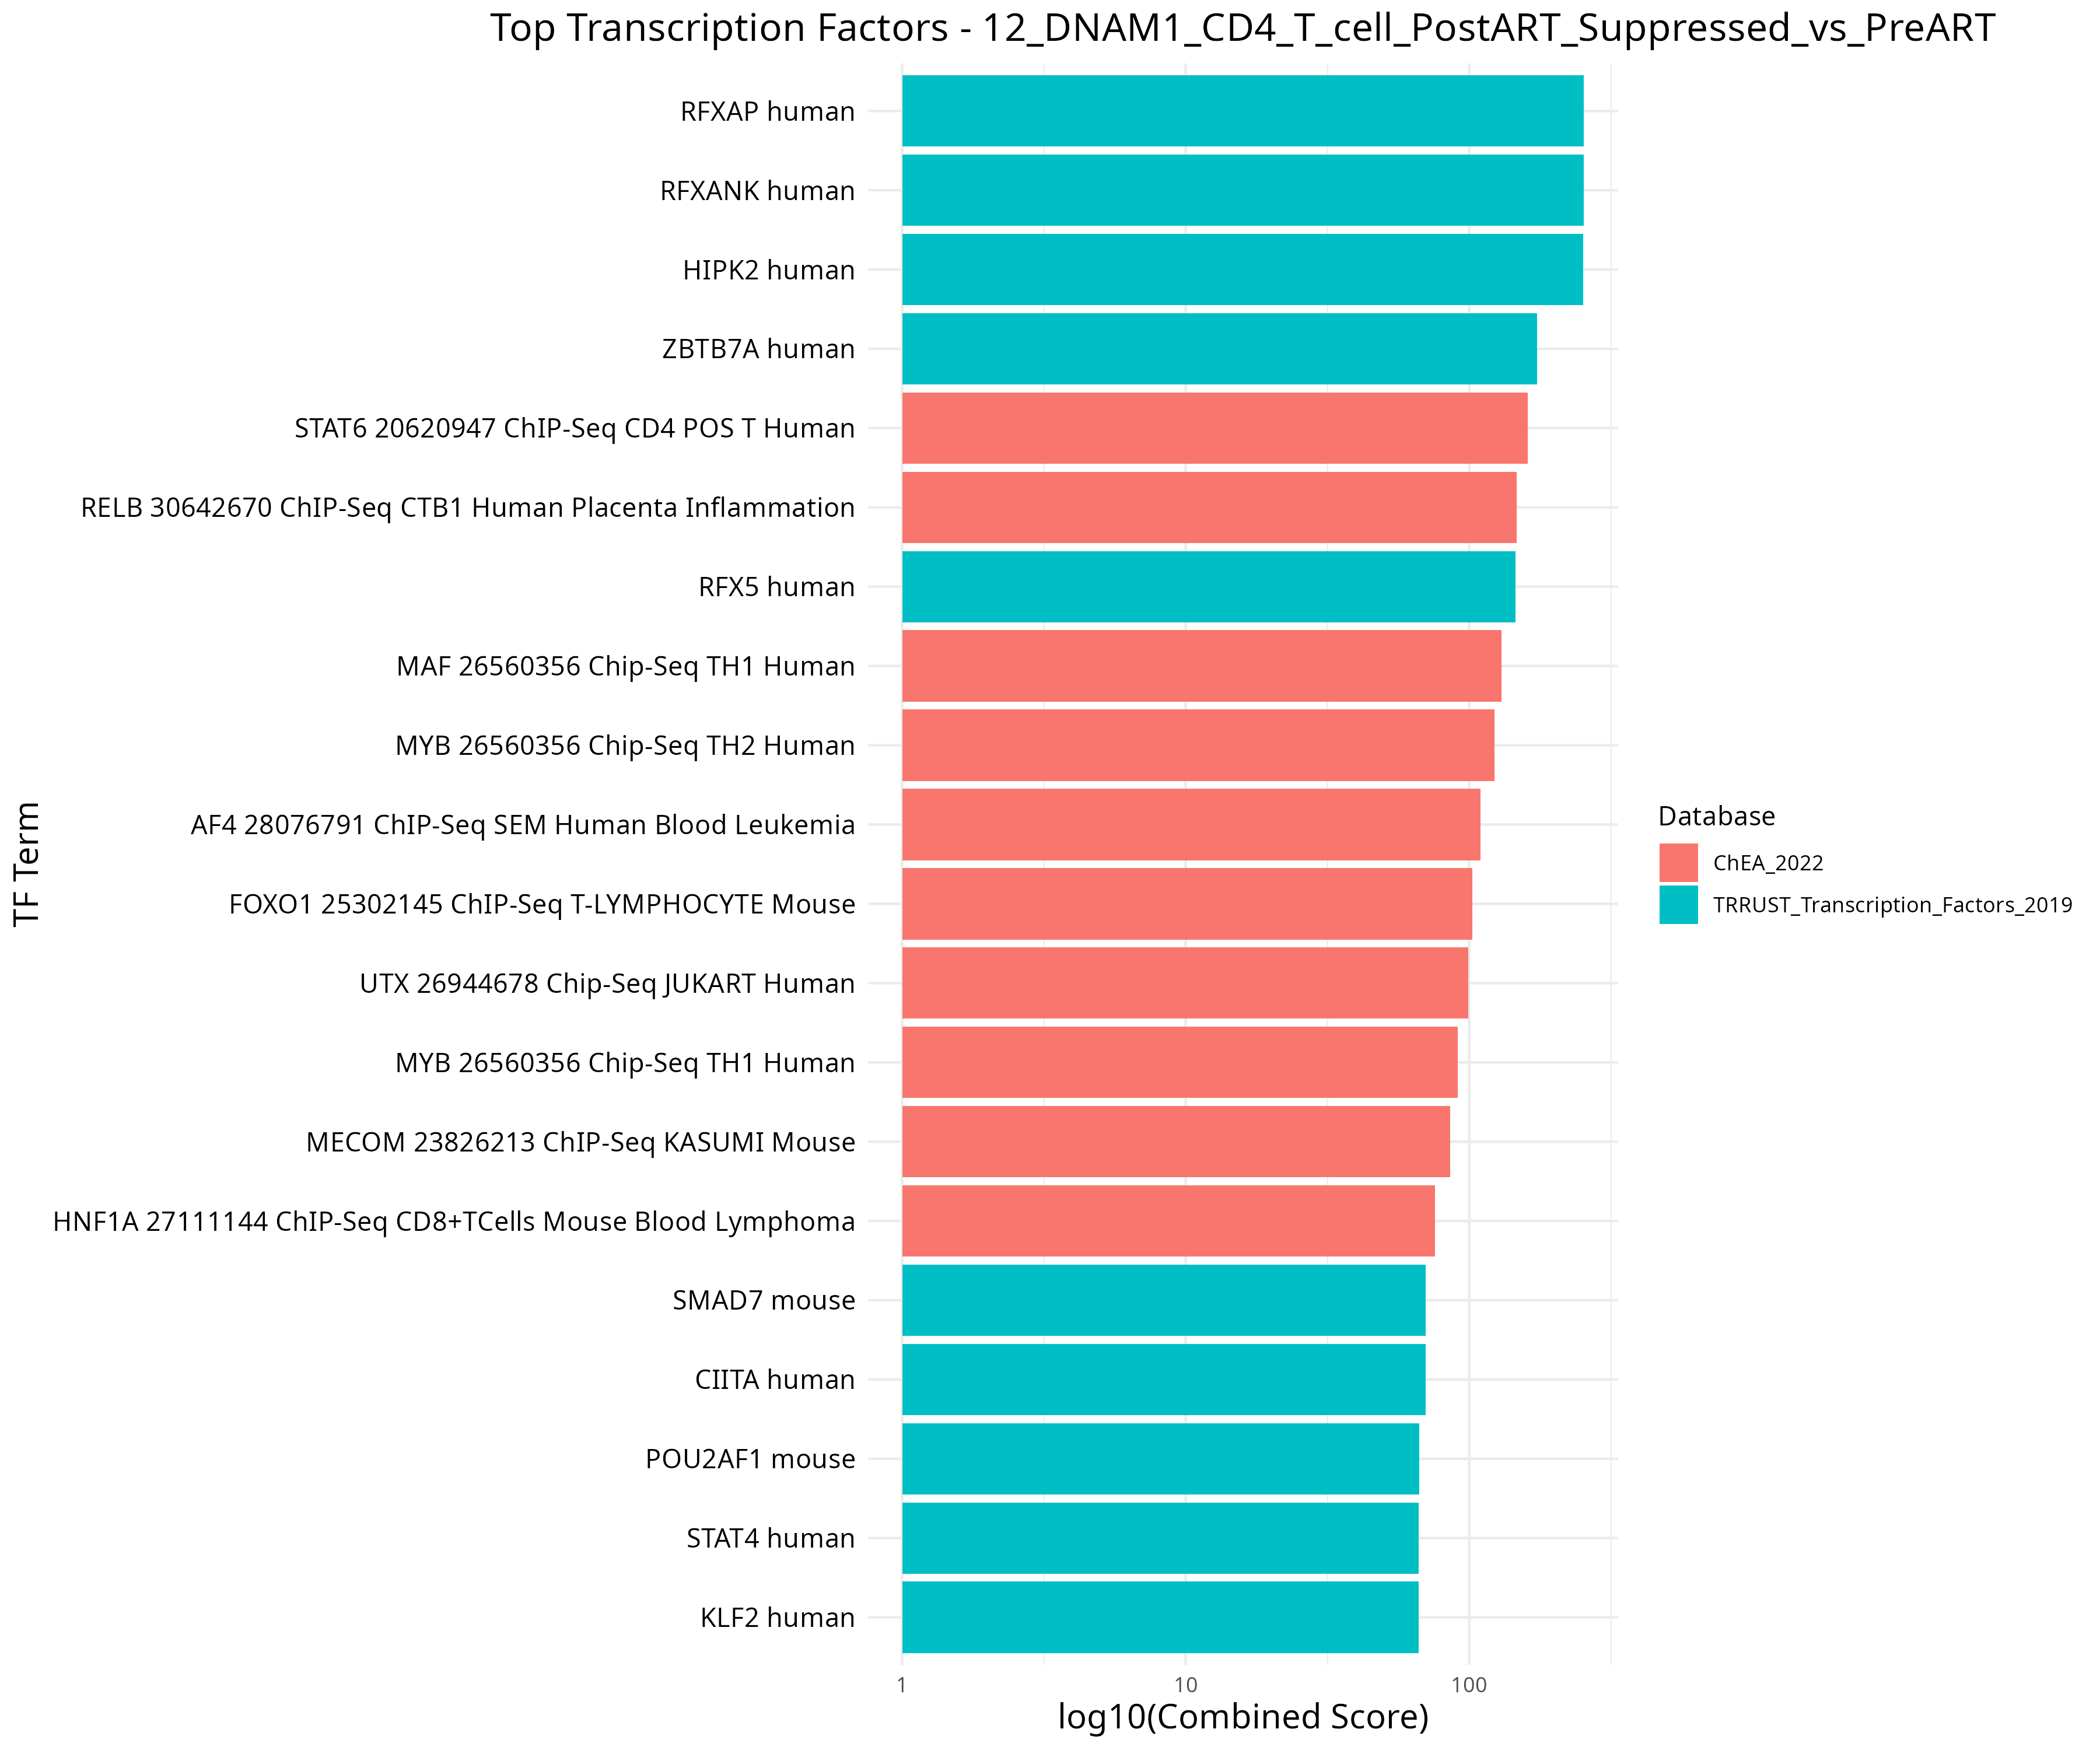 Top Transcription Factors - 12_DNAM1_CD4_T_cell_PostART_Suppressed_vs_PreART
TF Term
RFXAP human
RFXANK human
HIPK2 human
ZBTB7A human
STAT6 20620947 ChIP-Seq CD4 POS T Human
RELB 30642670 ChIP-Seq CTB1 Human Placenta Inflammation
RFX5 human
MAF 26560356 Chip-Seq TH1 Human
MYB 26560356 Chip-Seq TH2 Human
AF4 28076791 ChIP-Seq SEM Human Blood Leukemia
FOXO1 25302145 ChIP-Seq T-LYMPHOCYTE Mouse
UTX 26944678 Chip-Seq JUKART Human
MYB 26560356 Chip-Seq TH1 Human
MECOM 23826213 ChIP-Seq KASUMI Mouse
HNF1A 27111144 ChIP-Seq CD8+TCells Mouse Blood Lymphoma
SMAD7 mouse
CIITA human
POU2AF1 mouse
STAT4 human
KLF2 human
1 10 100
log10(Combined Score)
Database
ChEA_2022
TRRUST_Transcription_Factors_2019